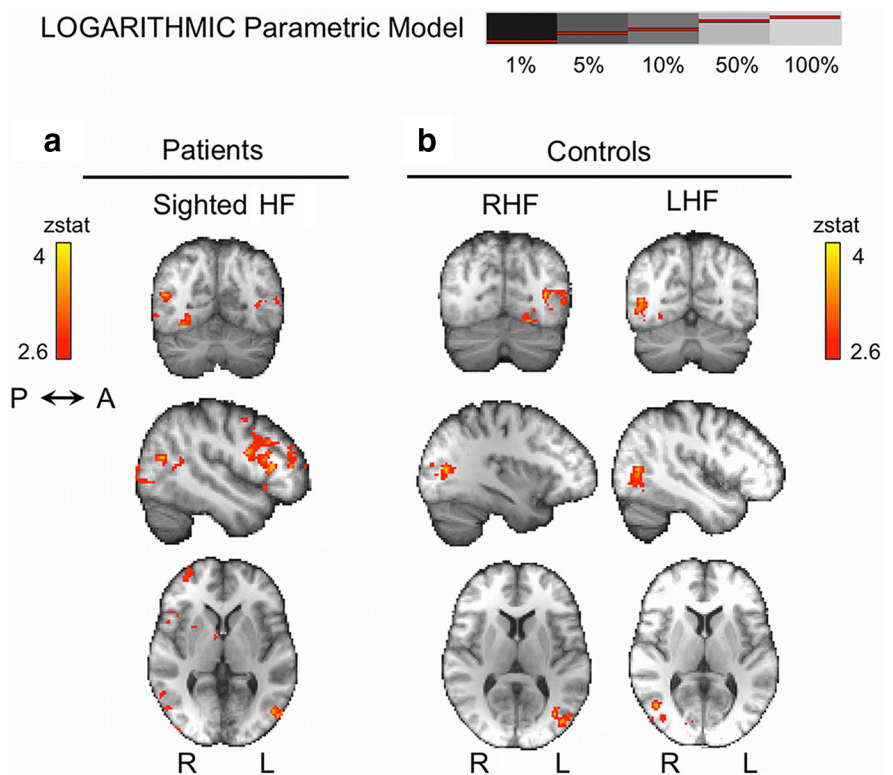 LOGARITHMIC Parametric Model
1% 5% 10% 50% 100%
a
Patients
Sighted HF
b
Controls
RHF LHF
zstat
4
2.6
zstat
4
2.6
P ↔ A
R L
R L
R L